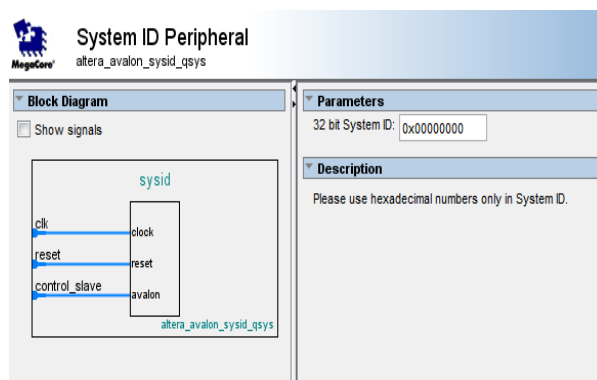 System ID Peripheral
MegaCore'
altera_avalon_sysid_qsys
Block Diagram
Show signals
sysid
clk
clock
reset
reset
control_slave
avalon
altera_avalon_sysid_qsys
Parameters
32 bit System ID: 0x00000000
Description
Please use hexadecimal numbers only in System ID.